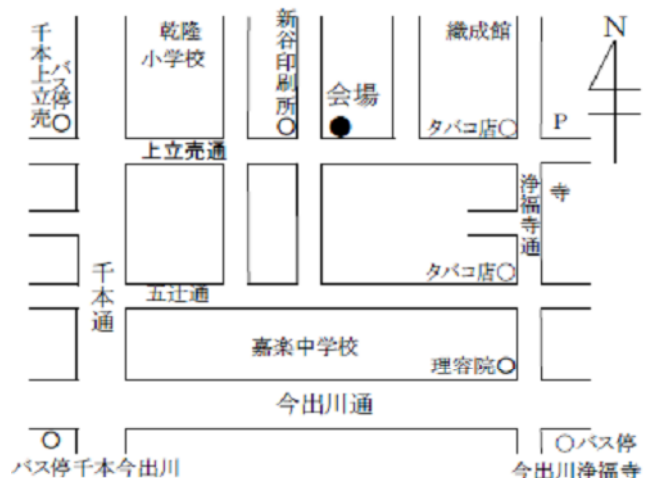 千本上立売
バス停
乾隆
小学校
新谷印刷所
会場
織成館
N
タバコ店
P
上立売通
浄福寺通
寺
タバコ店
千本通
五辻通
嘉楽中学校
理容院
今出川通
バス停千本今出川
バス停
今出川浄福寺